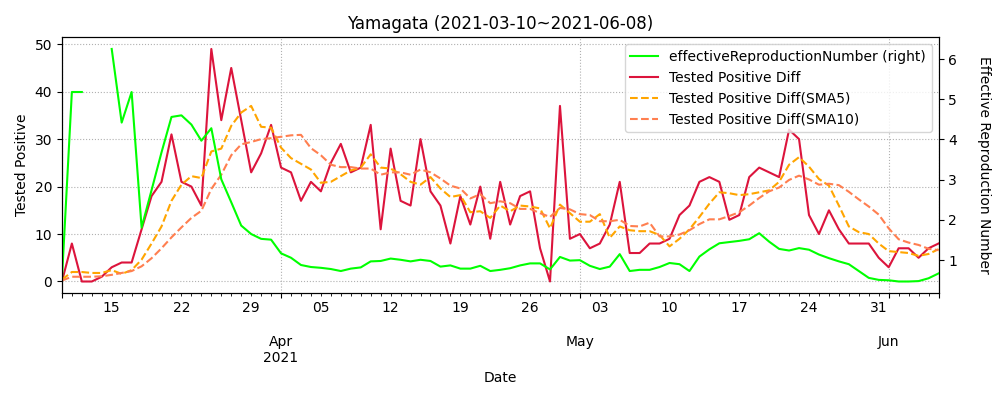 Yamagata (2021-03-10~2021-06-08)
effectiveReproductionNumber (right)
Tested Positive Diff
Tested Positive Diff(SMA5)
Tested Positive Diff(SMA10)
Tested Positive
50
40
30
20
10
0
6
5
4
3
2
1
Effective Reproduction Number
15 22 29 05 12 19 26 03 10 17 24 31
Apr May Jun
2021
Date